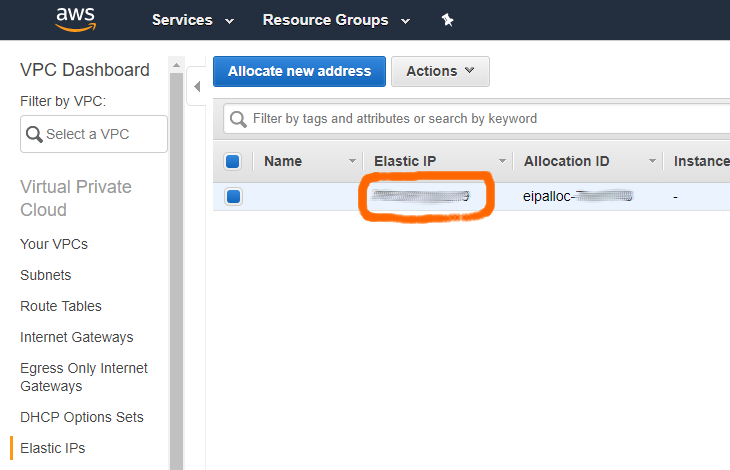 aws Services Resource Groups
VPC Dashboard
Filter by VPC:
Select a VPC
Virtual Private
Cloud
Your VPCs
Subnets
Route Tables
Internet Gateways
Egress Only Internet
Gateways
DHCP Options Sets
Elastic IPs
Allocate new address Actions
Filter by tags and attributes or search by keyword
Name Elastic IP Allocation ID Instance
eipalloc- -